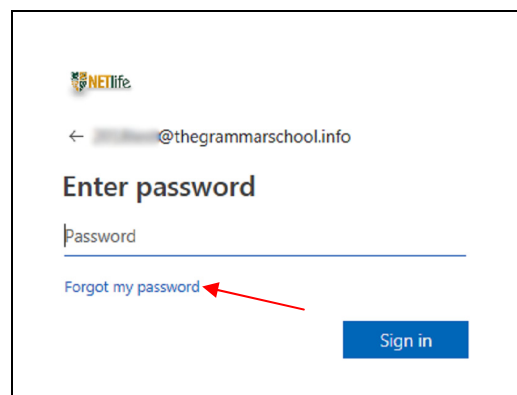 NETlife
← @thegrammarschool.info
Enter password
Password
Forgot my password
Sign in